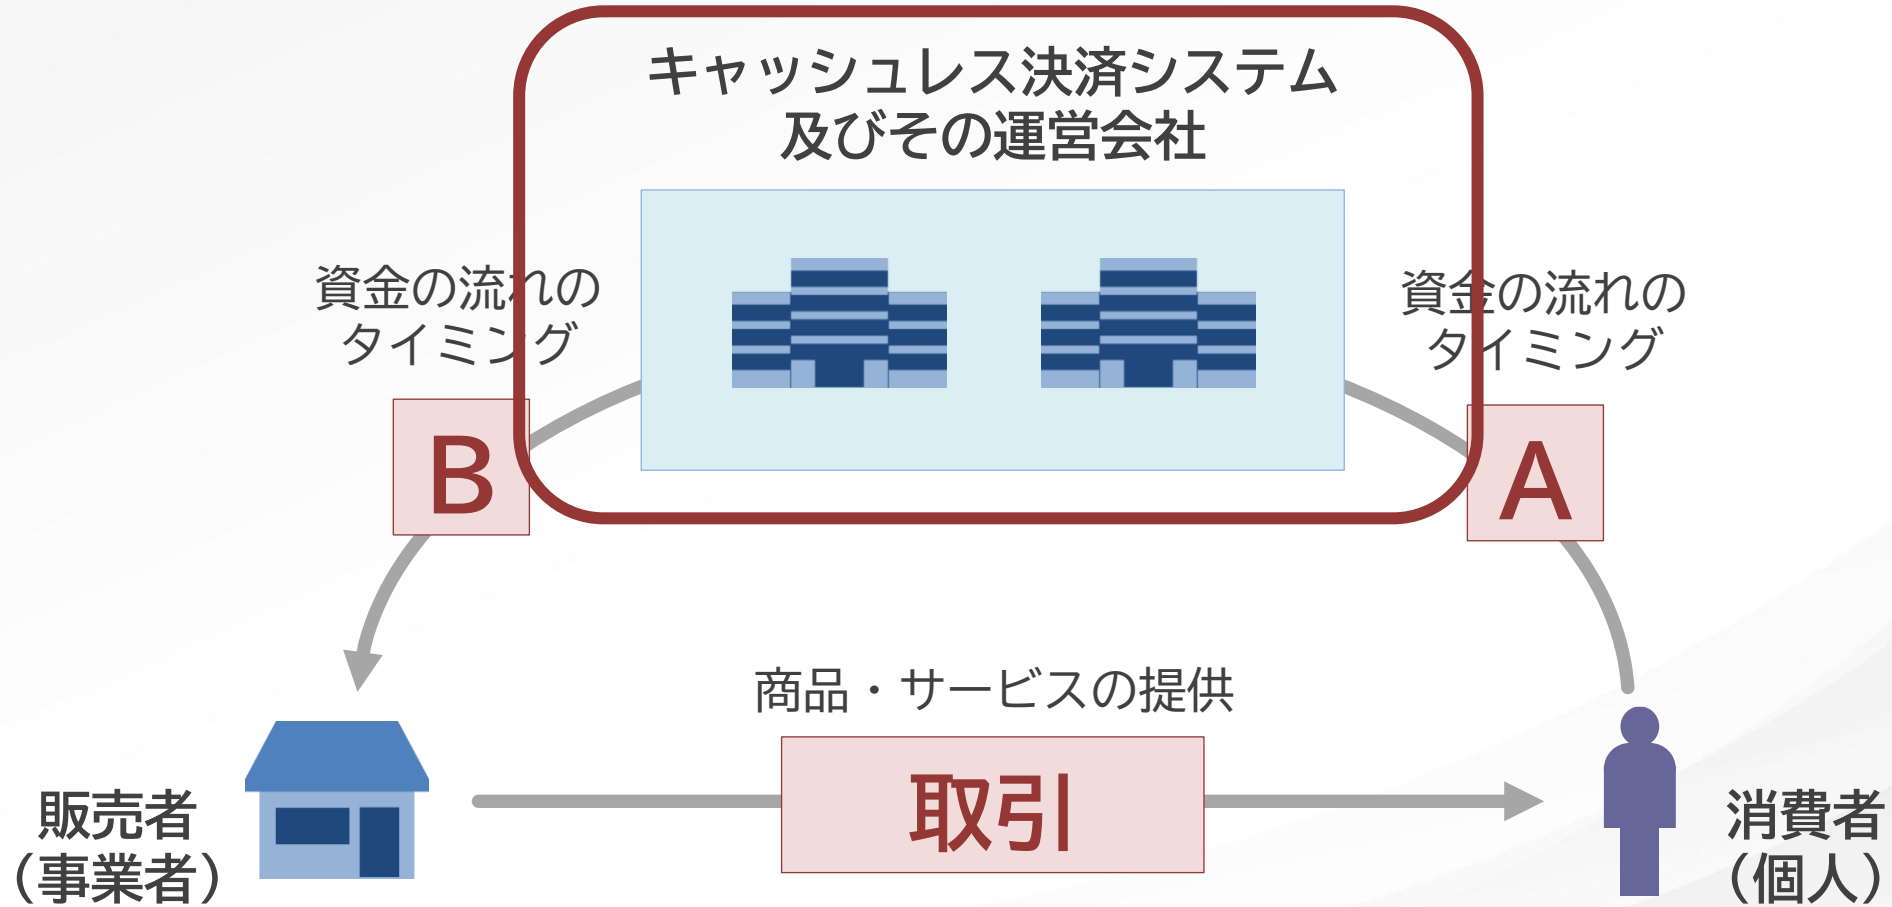 キャッシュレス決済システム
及びその運営会社
資金の流れの
タイミング
資金の流れの
タイミング
B
A
商品・サービスの提供
取引
販売者
（事業者）
消費者
（個人）